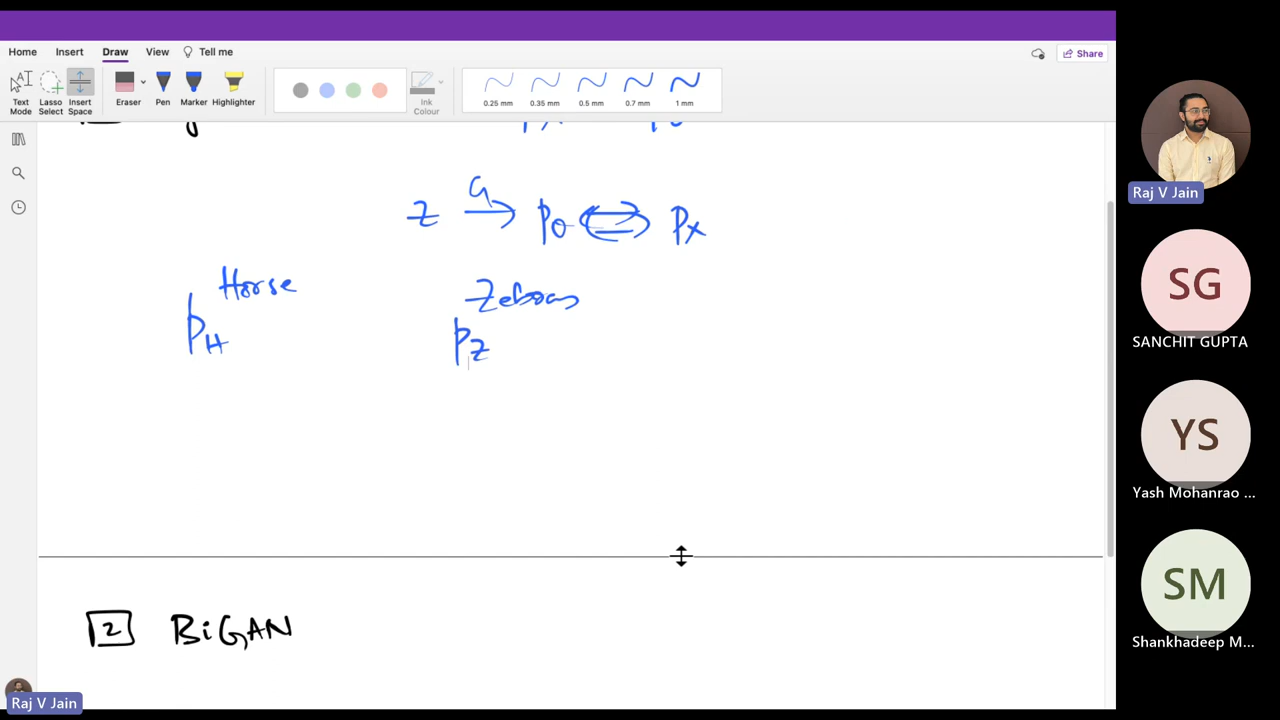 Home Insert Draw View Tell me
Share
Text Mode
Lasso Select
Insert Space
Eraser
Pen
Marker
Highlighter
Ink Colour
0.25 mm
0.35 mm
0.5 mm
0.7 mm
1 mm
G
z → pθ ⇔ px
Horse
Zebras
pH
pz
2 BiGAN
Raj V Jain
SG
SANCHIT GUPTA
YS
Yash Mohanrao ...
SM
Shankhadeep M...
Raj V Jain